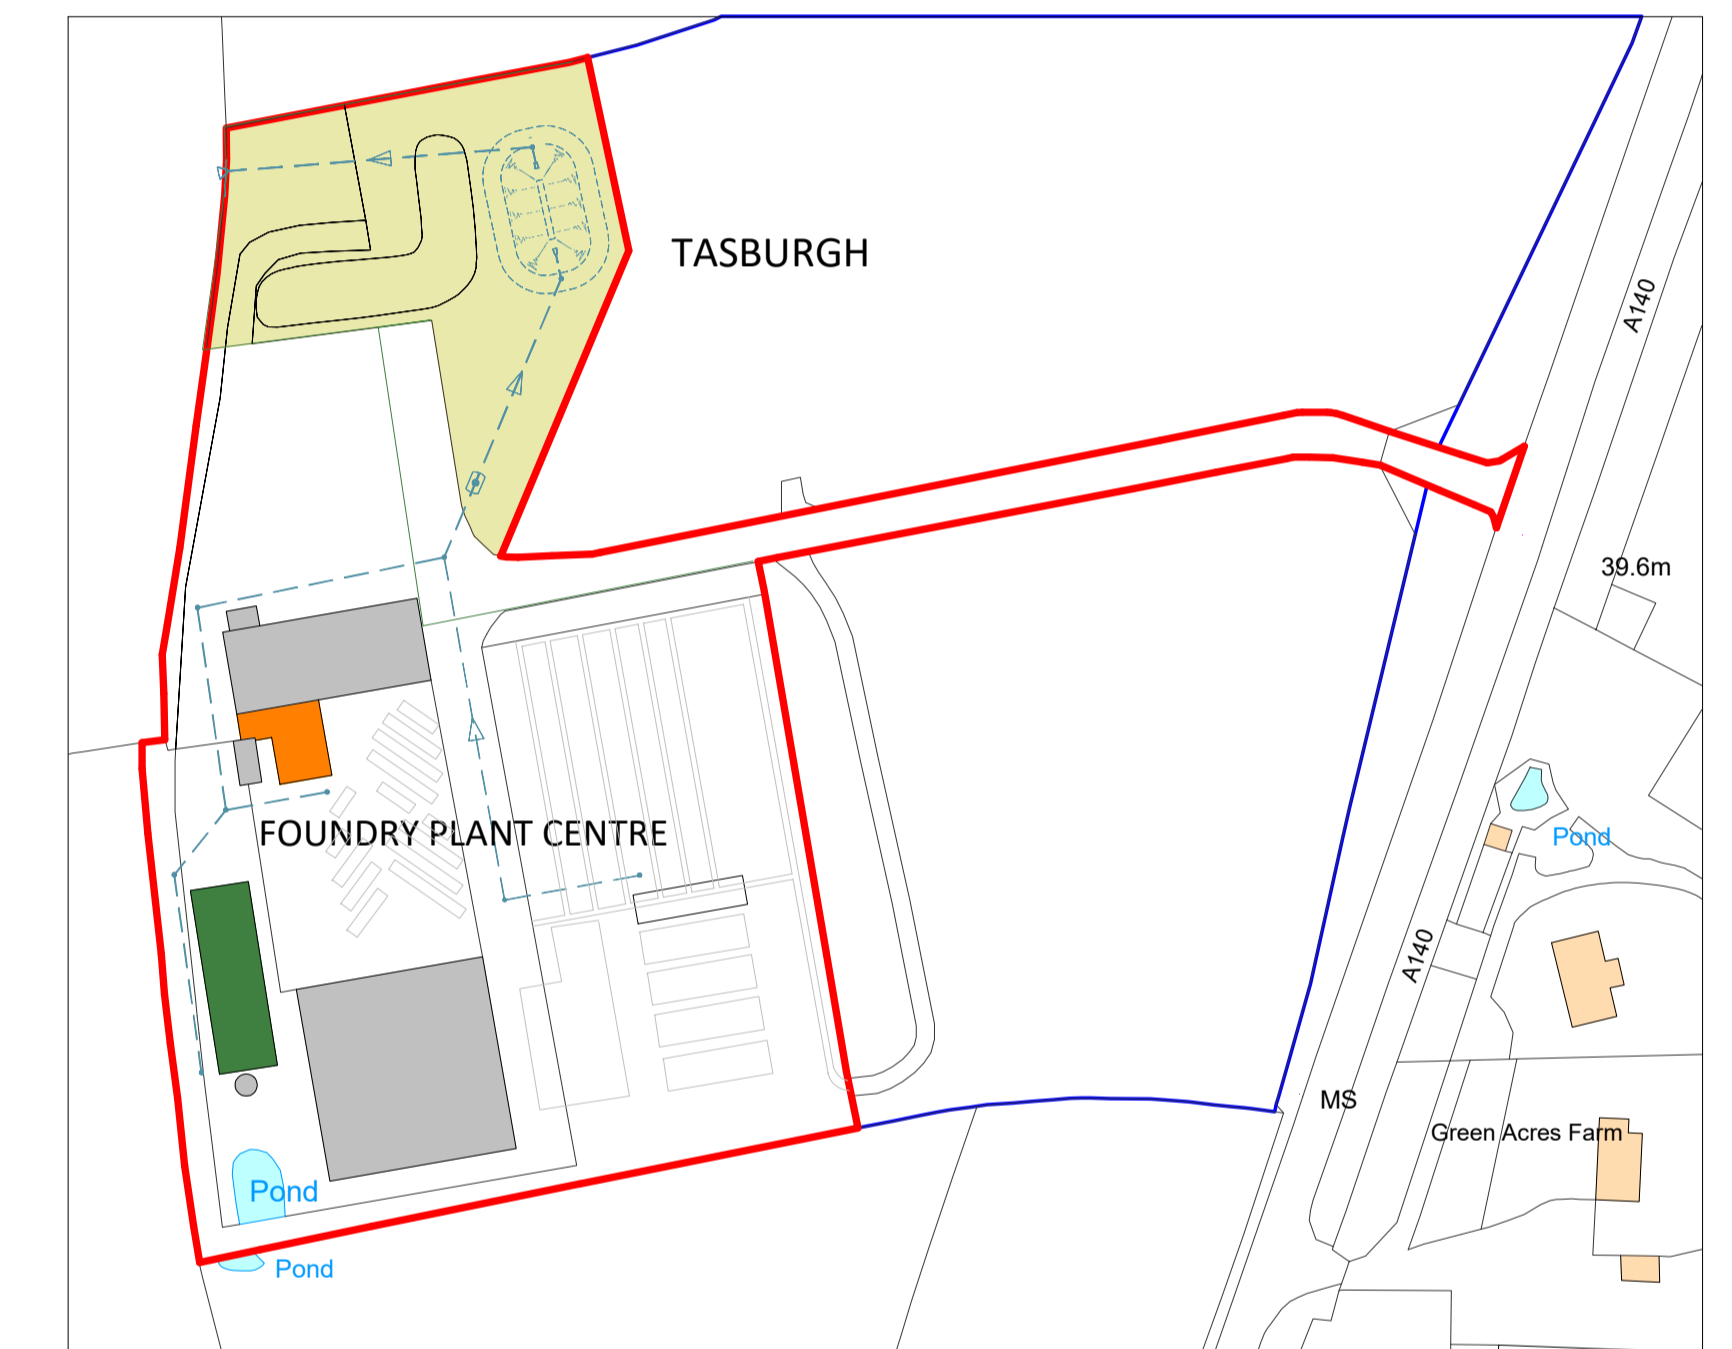 TASBURGH
A140
39.6m
FOUNDRY PLANT CENTRE
Pond
A140
MS
Green Acres Farm
Pond
Pond